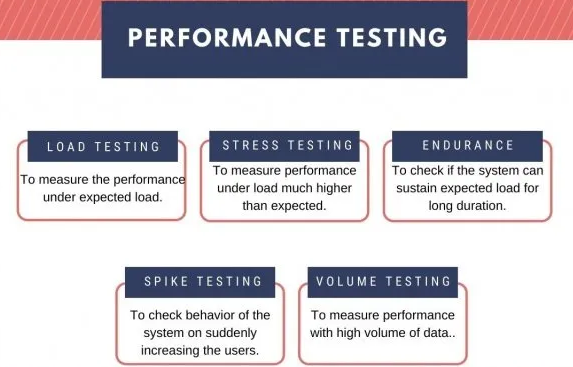 PERFORMANCE TESTING
LOAD TESTING
To measure the performance
under expected load.
STRESS TESTING
To measure performance
under load much higher
than expected.
ENDURANCE
To check if the system can
sustain expected load for
long duration.
SPIKE TESTING
To check behavior of the
system on suddenly
increasing the users.
VOLUME TESTING
To measure performance
with high volume of data..